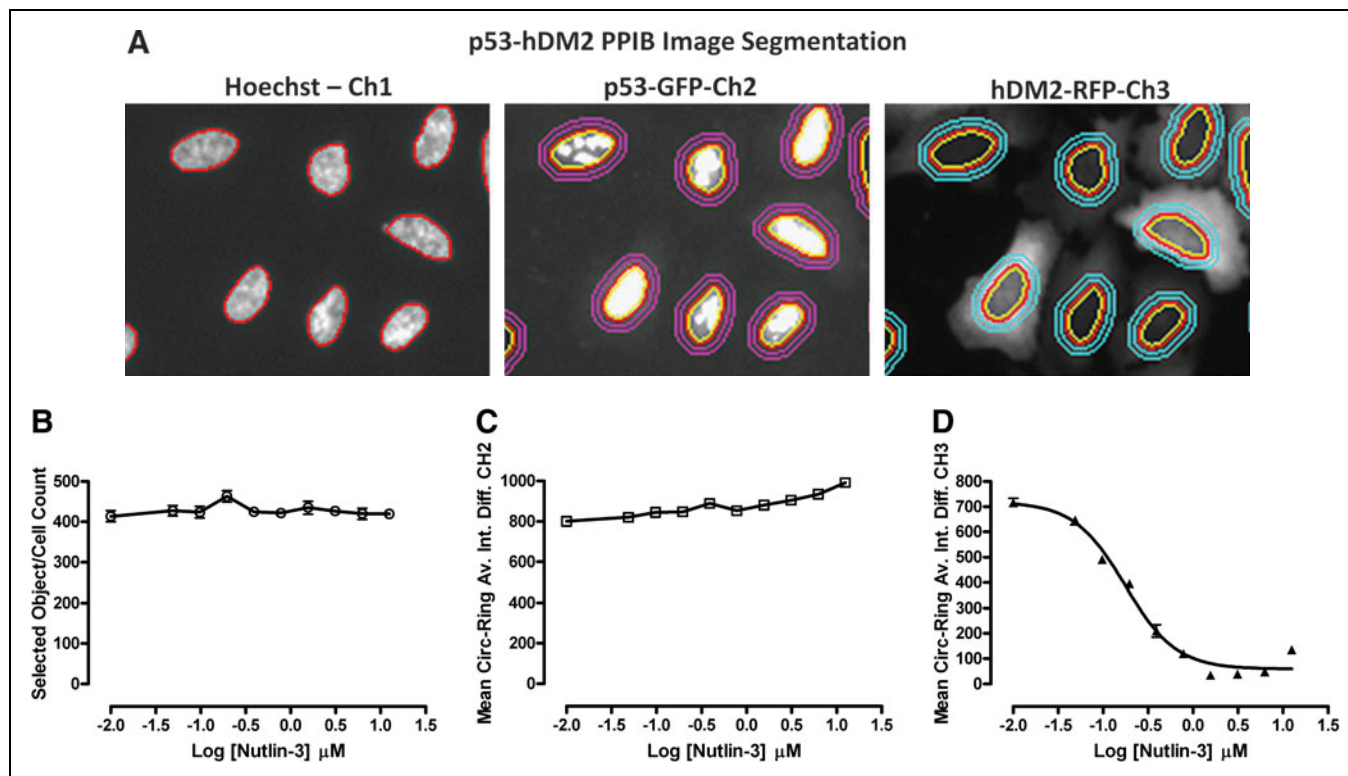 A
p53-hDM2 PPIB Image Segmentation
Hoechst – Ch1
p53-GFP-Ch2
hDM2-RFP-Ch3
B
Selected Object/Cell Count
500
400
300
200
100
0
-2.0 -1.5 -1.0 -0.5 0.0 0.5 1.0 1.5
Log [Nutlin-3] μM
C
Mean Circ-Ring Av. Int. Diff. CH2
1000
800
600
400
200
0
-2.0 -1.5 -1.0 -0.5 0.0 0.5 1.0 1.5
Log [Nutlin-3] μM
D
Mean Circ-Ring Av. Int. Diff. CH3
800
700
600
500
400
300
200
100
0
-2.0 -1.5 -1.0 -0.5 0.0 0.5 1.0 1.5
Log [Nutlin-3] μM